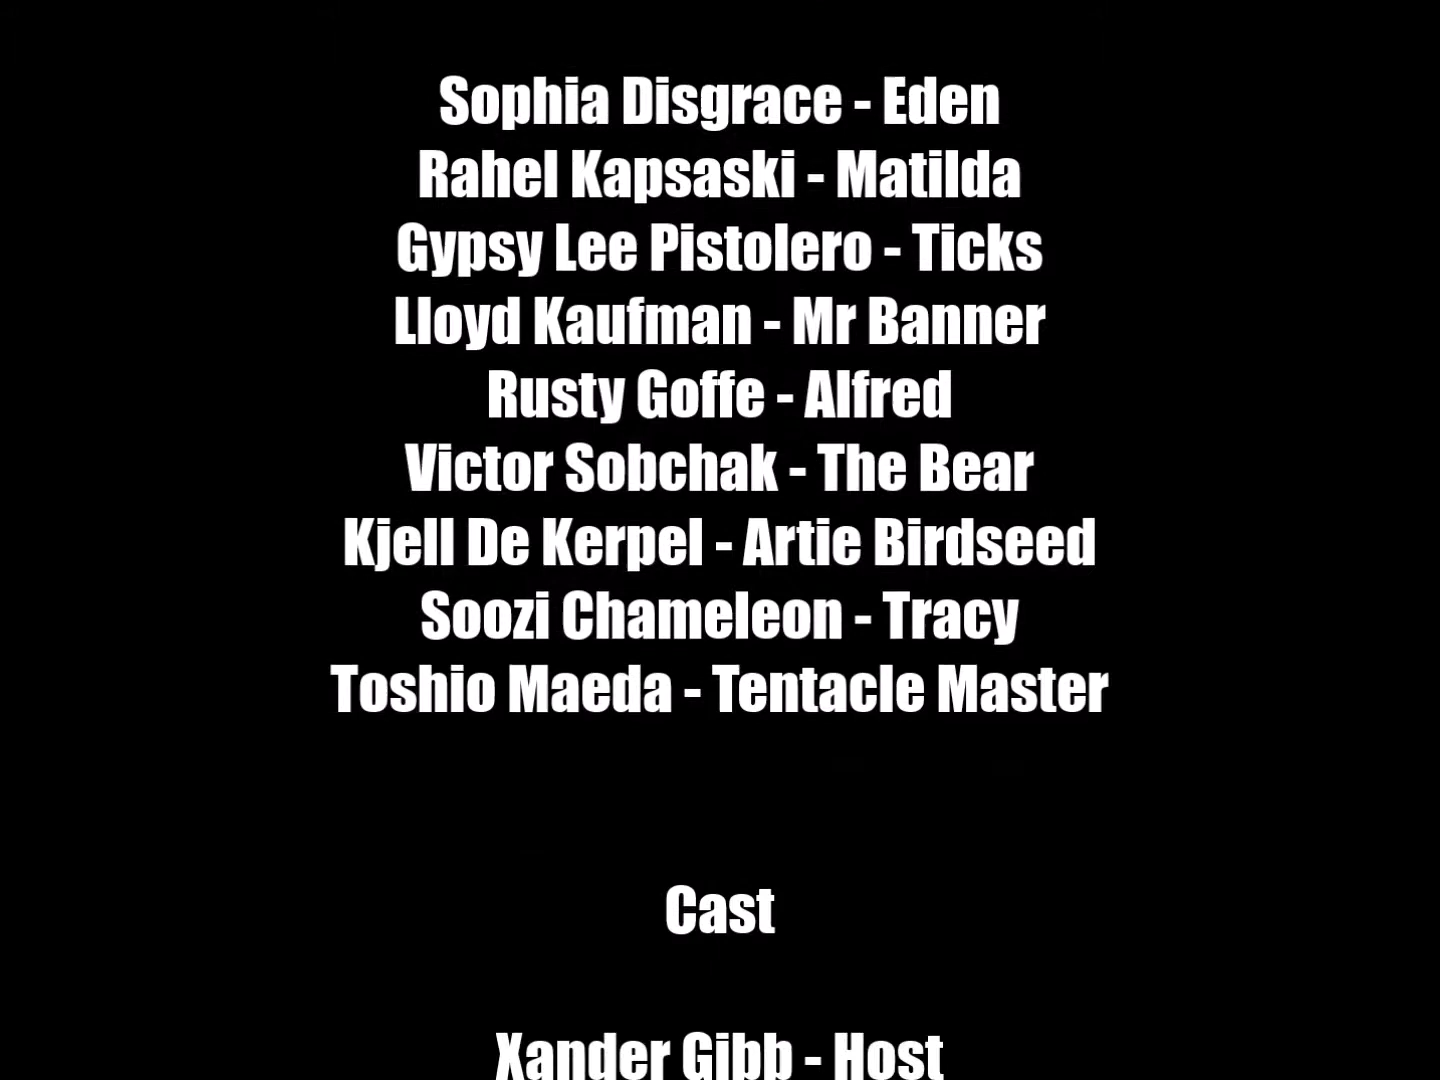 Sophia Disgrace - Eden
Rahel Kapsaski - Matilda
Gypsy Lee Pistolero - Ticks
Lloyd Kaufman - Mr Banner
Rusty Goffe - Alfred
Victor Sobchak - The Bear
Kjell De Kerpel - Artie Birdseed
Soozi Chameleon - Tracy
Toshio Maeda - Tentacle Master
Cast
Xander Gibb - Host